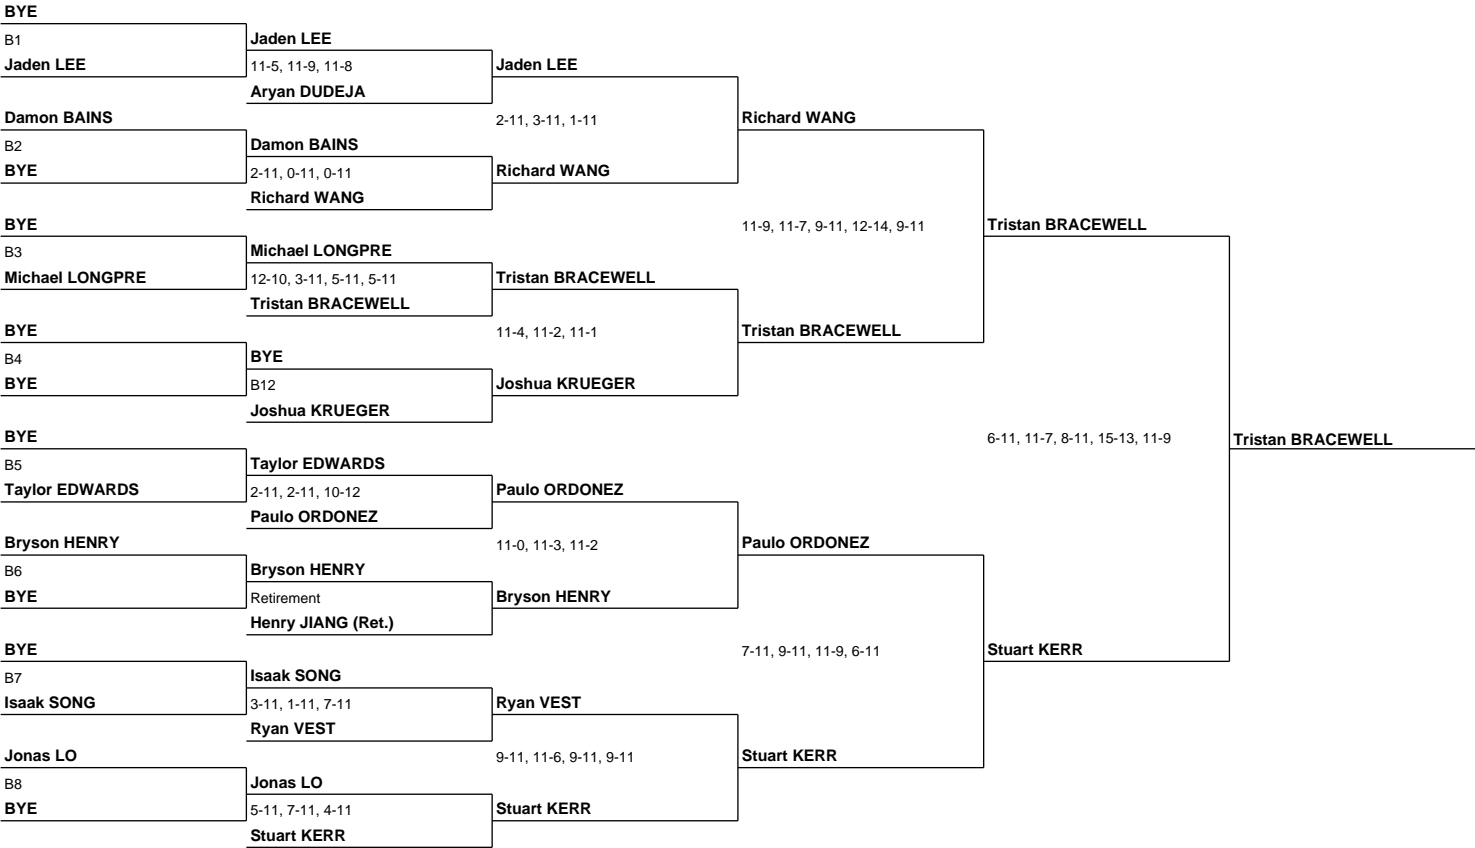 BYE
B1
Jaden LEE
Jaden LEE
11-5, 11-9, 11-8
Aryan DUDEJA
Jaden LEE
2-11, 3-11, 1-11
Richard WANG
Damon BAINS
B2
BYE
Damon BAINS
2-11, 0-11, 0-11
Richard WANG
Richard WANG
11-9, 11-7, 9-11, 12-14, 9-11
Tristan BRACEWELL
BYE
B3
Michael LONGPRE
Michael LONGPRE
12-10, 3-11, 5-11, 5-11
Tristan BRACEWELL
Tristan BRACEWELL
11-4, 11-2, 11-1
Tristan BRACEWELL
BYE
B4
BYE
BYE
B12
Joshua KRUEGER
Joshua KRUEGER
6-11, 11-7, 8-11, 15-13, 11-9
Tristan BRACEWELL
BYE
B5
Taylor EDWARDS
Taylor EDWARDS
2-11, 2-11, 10-12
Paulo ORDONEZ
Paulo ORDONEZ
11-0, 11-3, 11-2
Paulo ORDONEZ
Bryson HENRY
B6
BYE
Bryson HENRY
Retirement
Henry JIANG (Ret.)
Bryson HENRY
7-11, 9-11, 11-9, 6-11
Stuart KERR
BYE
B7
Isaak SONG
Isaak SONG
3-11, 1-11, 7-11
Ryan VEST
Ryan VEST
9-11, 11-6, 9-11, 9-11
Stuart KERR
Jonas LO
B8
BYE
Jonas LO
5-11, 7-11, 4-11
Stuart KERR
Stuart KERR